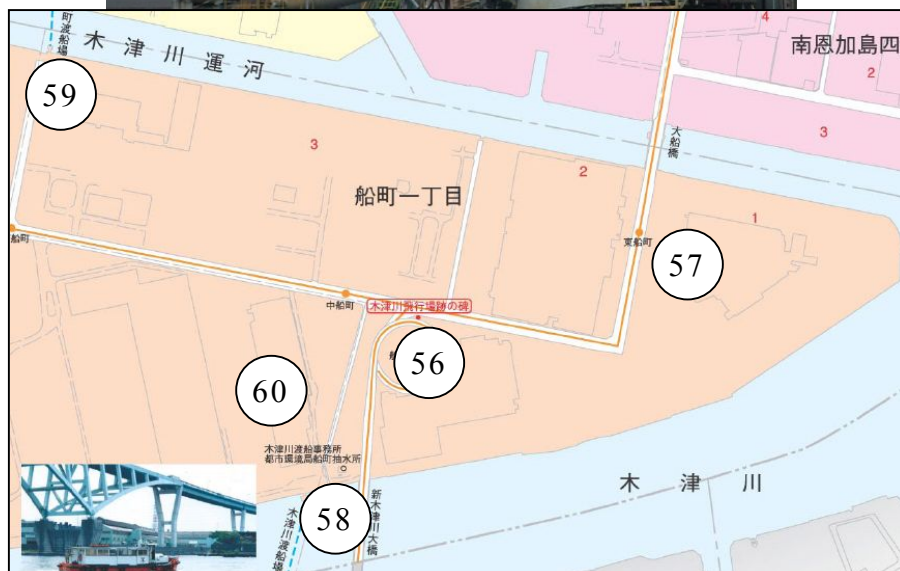 町渡船場
木津川運河
4
南恩加島四
2
59
3
大船橋
3
船町一丁目
2
1
東船町
57
船町
中船町
木津川飛行場跡の碑
船
56
60
木津川渡船事務所
都市環境局船町抽水所
木津川
58
新木津川大橋
木津川渡船場